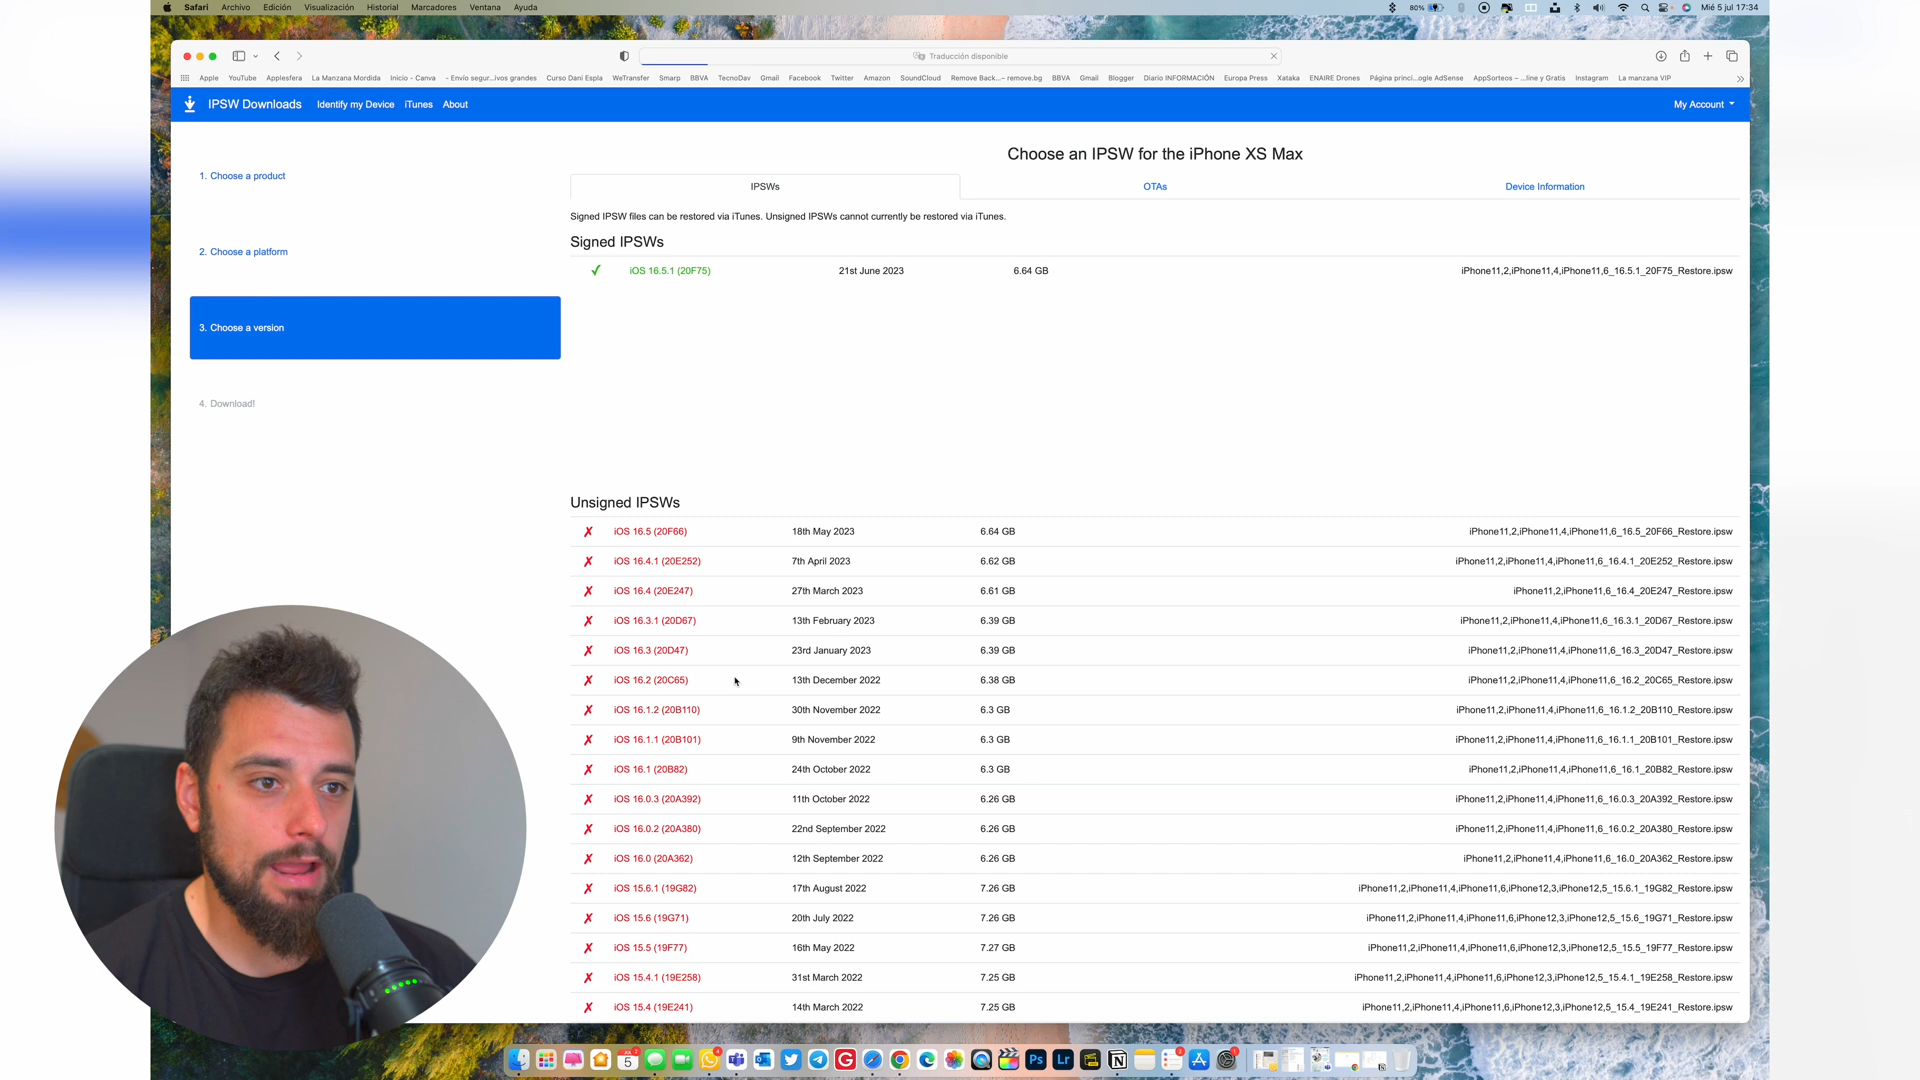 Safari Archivo Edición Visualización Historial Marcadores Ventana Ayuda
80% Mié 5 jul 17:34
Traducción disponible
Apple YouTube Applesfera La Manzana Mordida Inicio - Canva - Envío segur...ivos grandes Curso Dani Espla WeTransfer Smarp BBVA TecnoDav Gmail Facebook Twitter Amazon SoundCloud Remove Back...– remove.bg BBVA Gmail Blogger Diario INFORMACIÓN Europa Press Xataka ENAIRE Drones Página princi...ogle AdSense AppSorteos – ...line y Gratis Instagram La manzana VIP
IPSW Downloads Identify my Device iTunes About My Account
Choose an IPSW for the iPhone XS Max
1. Choose a product
2. Choose a platform
3. Choose a version
4. Download!
IPSWs OTAs Device Information
Signed IPSW files can be restored via iTunes. Unsigned IPSWs cannot currently be restored via iTunes.
Signed IPSWs
✓ iOS 16.5.1 (20F75) 21st June 2023 6.64 GB iPhone11,2,iPhone11,4,iPhone11,6_16.5.1_20F75_Restore.ipsw
Unsigned IPSWs
✗ iOS 16.5 (20F66) 18th May 2023 6.64 GB iPhone11,2,iPhone11,4,iPhone11,6_16.5_20F66_Restore.ipsw
✗ iOS 16.4.1 (20E252) 7th April 2023 6.62 GB iPhone11,2,iPhone11,4,iPhone11,6_16.4.1_20E252_Restore.ipsw
✗ iOS 16.4 (20E247) 27th March 2023 6.61 GB iPhone11,2,iPhone11,6_16.4_20E247_Restore.ipsw
✗ iOS 16.3.1 (20D67) 13th February 2023 6.39 GB iPhone11,2,iPhone11,4,iPhone11,6_16.3.1_20D67_Restore.ipsw
✗ iOS 16.3 (20D47) 23rd January 2023 6.39 GB iPhone11,2,iPhone11,4,iPhone11,6_16.3_20D47_Restore.ipsw
✗ iOS 16.2 (20C65) 13th December 2022 6.38 GB iPhone11,2,iPhone11,4,iPhone11,6_16.2_20C65_Restore.ipsw
✗ iOS 16.1.2 (20B110) 30th November 2022 6.3 GB iPhone11,2,iPhone11,4,iPhone11,6_16.1.2_20B110_Restore.ipsw
✗ iOS 16.1.1 (20B101) 9th November 2022 6.3 GB iPhone11,2,iPhone11,4,iPhone11,6_16.1.1_20B101_Restore.ipsw
✗ iOS 16.1 (20B82) 24th October 2022 6.3 GB iPhone11,2,iPhone11,4,iPhone11,6_16.1_20B82_Restore.ipsw
✗ iOS 16.0.3 (20A392) 11th October 2022 6.26 GB iPhone11,2,iPhone11,4,iPhone11,6_16.0.3_20A392_Restore.ipsw
✗ iOS 16.0.2 (20A380) 22nd September 2022 6.26 GB iPhone11,2,iPhone11,4,iPhone11,6_16.0.2_20A380_Restore.ipsw
✗ iOS 16.0 (20A362) 12th September 2022 6.26 GB iPhone11,2,iPhone11,4,iPhone11,6_16.0_20A362_Restore.ipsw
✗ iOS 15.6.1 (19G82) 17th August 2022 7.26 GB iPhone11,2,iPhone11,4,iPhone11,6,iPhone12,3,iPhone12,5_15.6.1_19G82_Restore.ipsw
✗ iOS 15.6 (19G71) 20th July 2022 7.26 GB iPhone11,2,iPhone11,4,iPhone11,6,iPhone12,3,iPhone12,5_15.6_19G71_Restore.ipsw
✗ iOS 15.5 (19F77) 16th May 2022 7.27 GB iPhone11,2,iPhone11,4,iPhone11,6,iPhone12,3,iPhone12,5_15.5_19F77_Restore.ipsw
✗ iOS 15.4.1 (19E258) 31st March 2022 7.25 GB iPhone11,2,iPhone11,4,iPhone11,6,iPhone12,3,iPhone12,5_15.4.1_19E258_Restore.ipsw
✗ iOS 15.4 (19E241) 14th March 2022 7.25 GB iPhone11,2,iPhone11,4,iPhone11,6,iPhone12,3,iPhone12,5_15.4_19E241_Restore.ipsw
5 Ps Lr